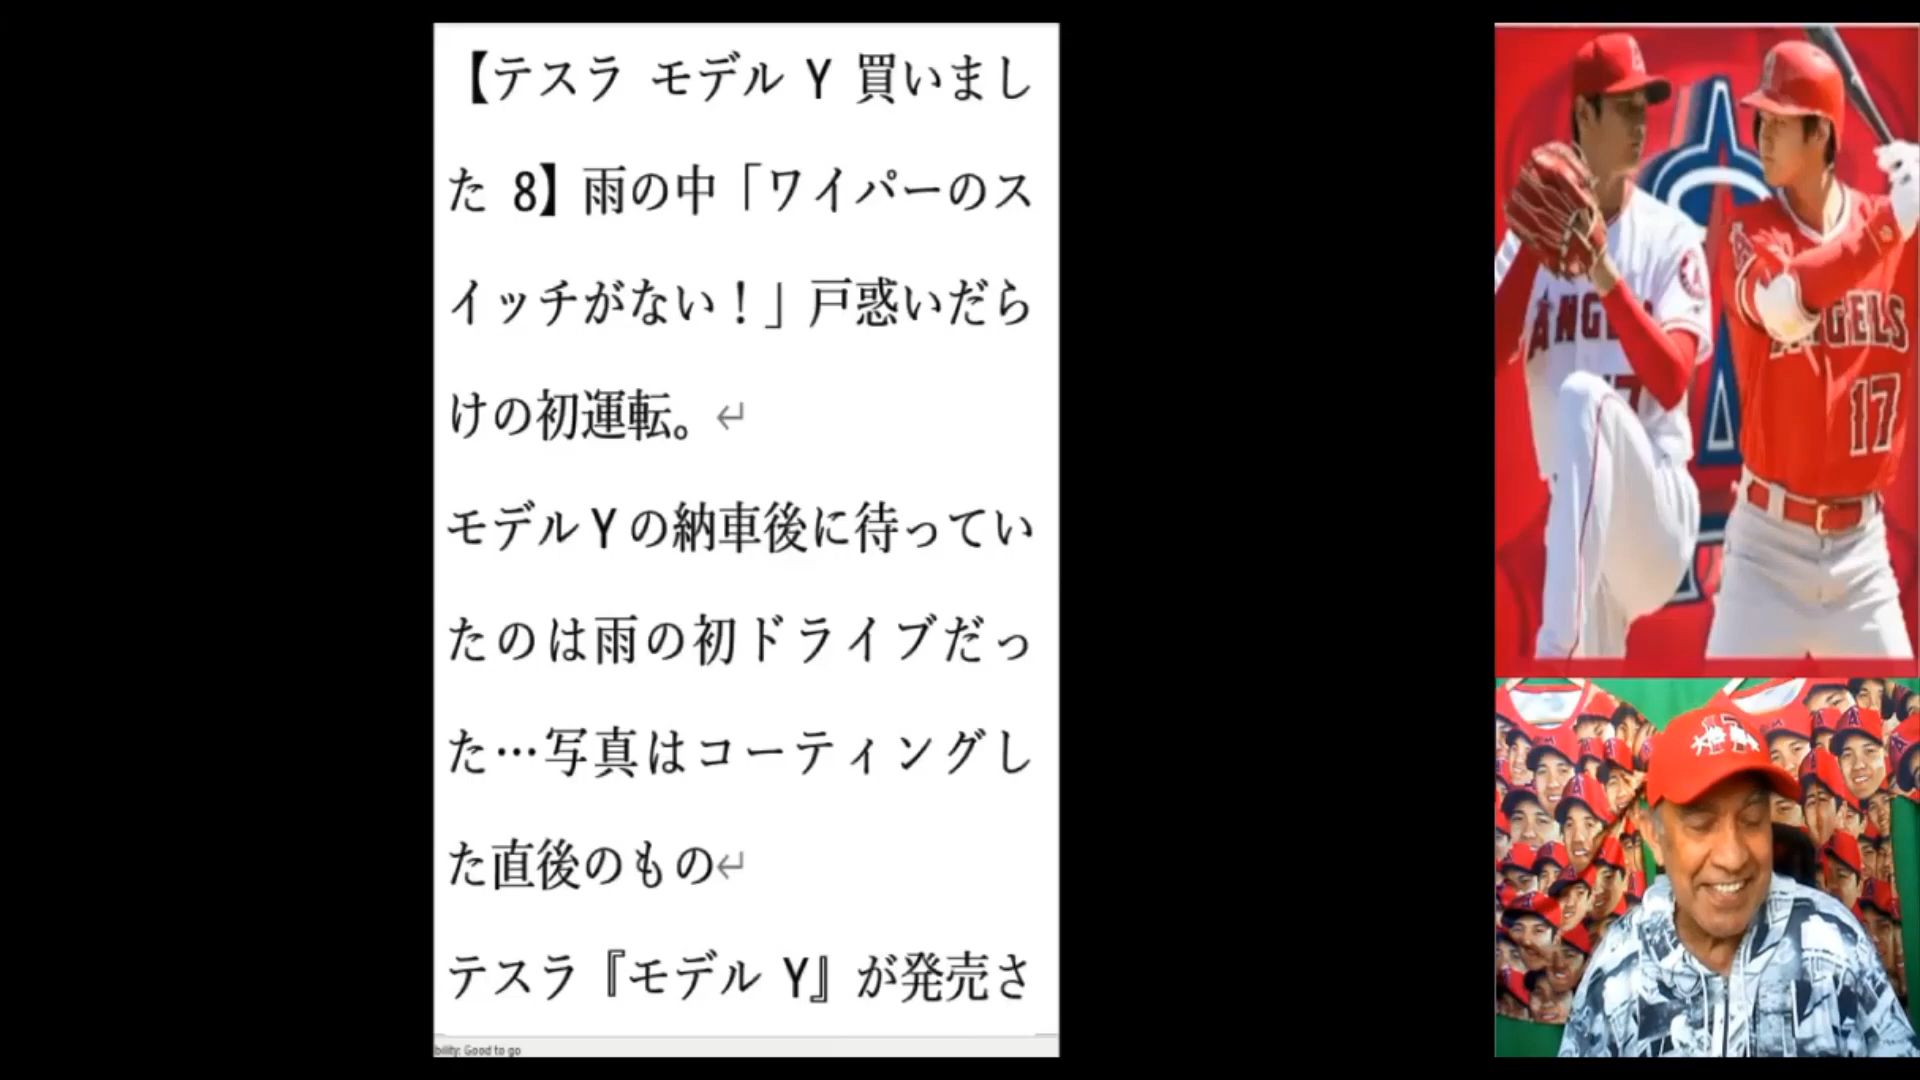 【テスラ モデル Y 買いまし
た 8】雨の中「ワイパーのス
イッチがない！」戸惑いだら
けの初運転。↵
モデル Y の納車後に待ってい
たのは雨の初ドライブだっ
た…写真はコーティングし
た直後のもの↵
テスラ『モデル Y』が発売さ
bility: Good to go
ANGELS
17